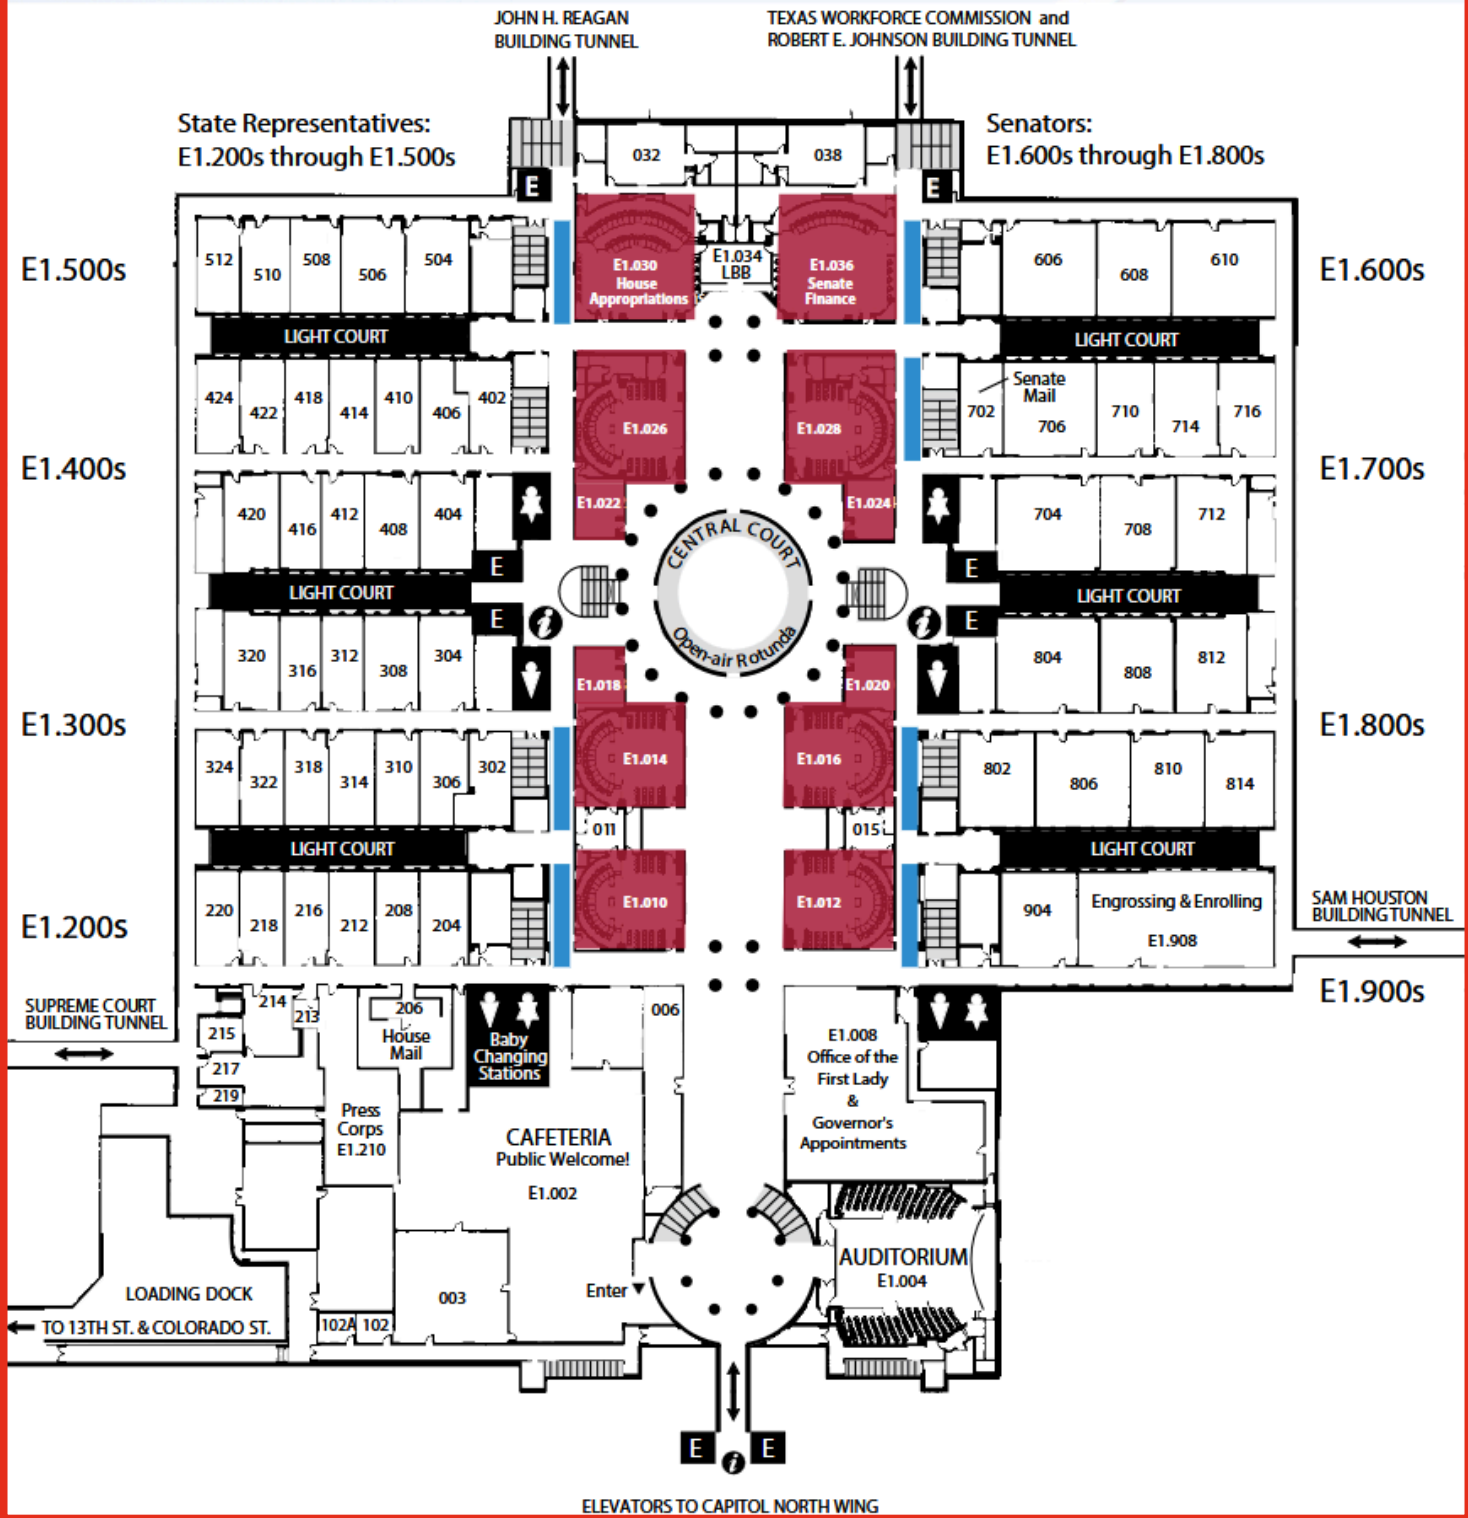 JOHN H. REAGAN
BUILDING TUNNEL
TEXAS WORKFORCE COMMISSION and
ROBERT E. JOHNSON BUILDING TUNNEL
State Representatives:
E1.200s through E1.500s
Senators:
E1.600s through E1.800s
032
038
E
E
E1.500s
512
510
508
506
504
E1.030
House
Appropriations
E1.034
LBB
E1.036
Senate
Finance
606
608
610
E1.600s
LIGHT COURT
LIGHT COURT
424
422
418
414
410
406
402
E1.026
E1.028
702
Senate
Mail
706
710
714
716
E1.400s
E1.700s
420
416
412
408
404
E1.022
E1.024
704
708
712
CENTRAL COURT
Open-air Rotunda
E
E
LIGHT COURT
LIGHT COURT
E
i
i
E
320
316
312
308
304
E1.018
E1.020
804
808
812
E1.300s
E1.800s
324
322
318
314
310
306
302
E1.014
E1.016
802
806
810
814
011
015
LIGHT COURT
LIGHT COURT
E1.200s
220
218
216
212
208
204
E1.010
E1.012
904
Engrossing & Enrolling
E1.908
SAM HOUSTON
BUILDING TUNNEL
E1.900s
SUPREME COURT
BUILDING TUNNEL
214
213
215
217
219
206
House
Mail
Baby
Changing
Stations
006
E1.008
Office of the
First Lady
&
Governor's
Appointments
Press
Corps
E1.210
CAFETERIA
Public Welcome!
E1.002
AUDITORIUM
E1.004
Enter
003
LOADING DOCK
TO 13TH ST. & COLORADO ST.
102A
102
E
i
E
ELEVATORS TO CAPITOL NORTH WING